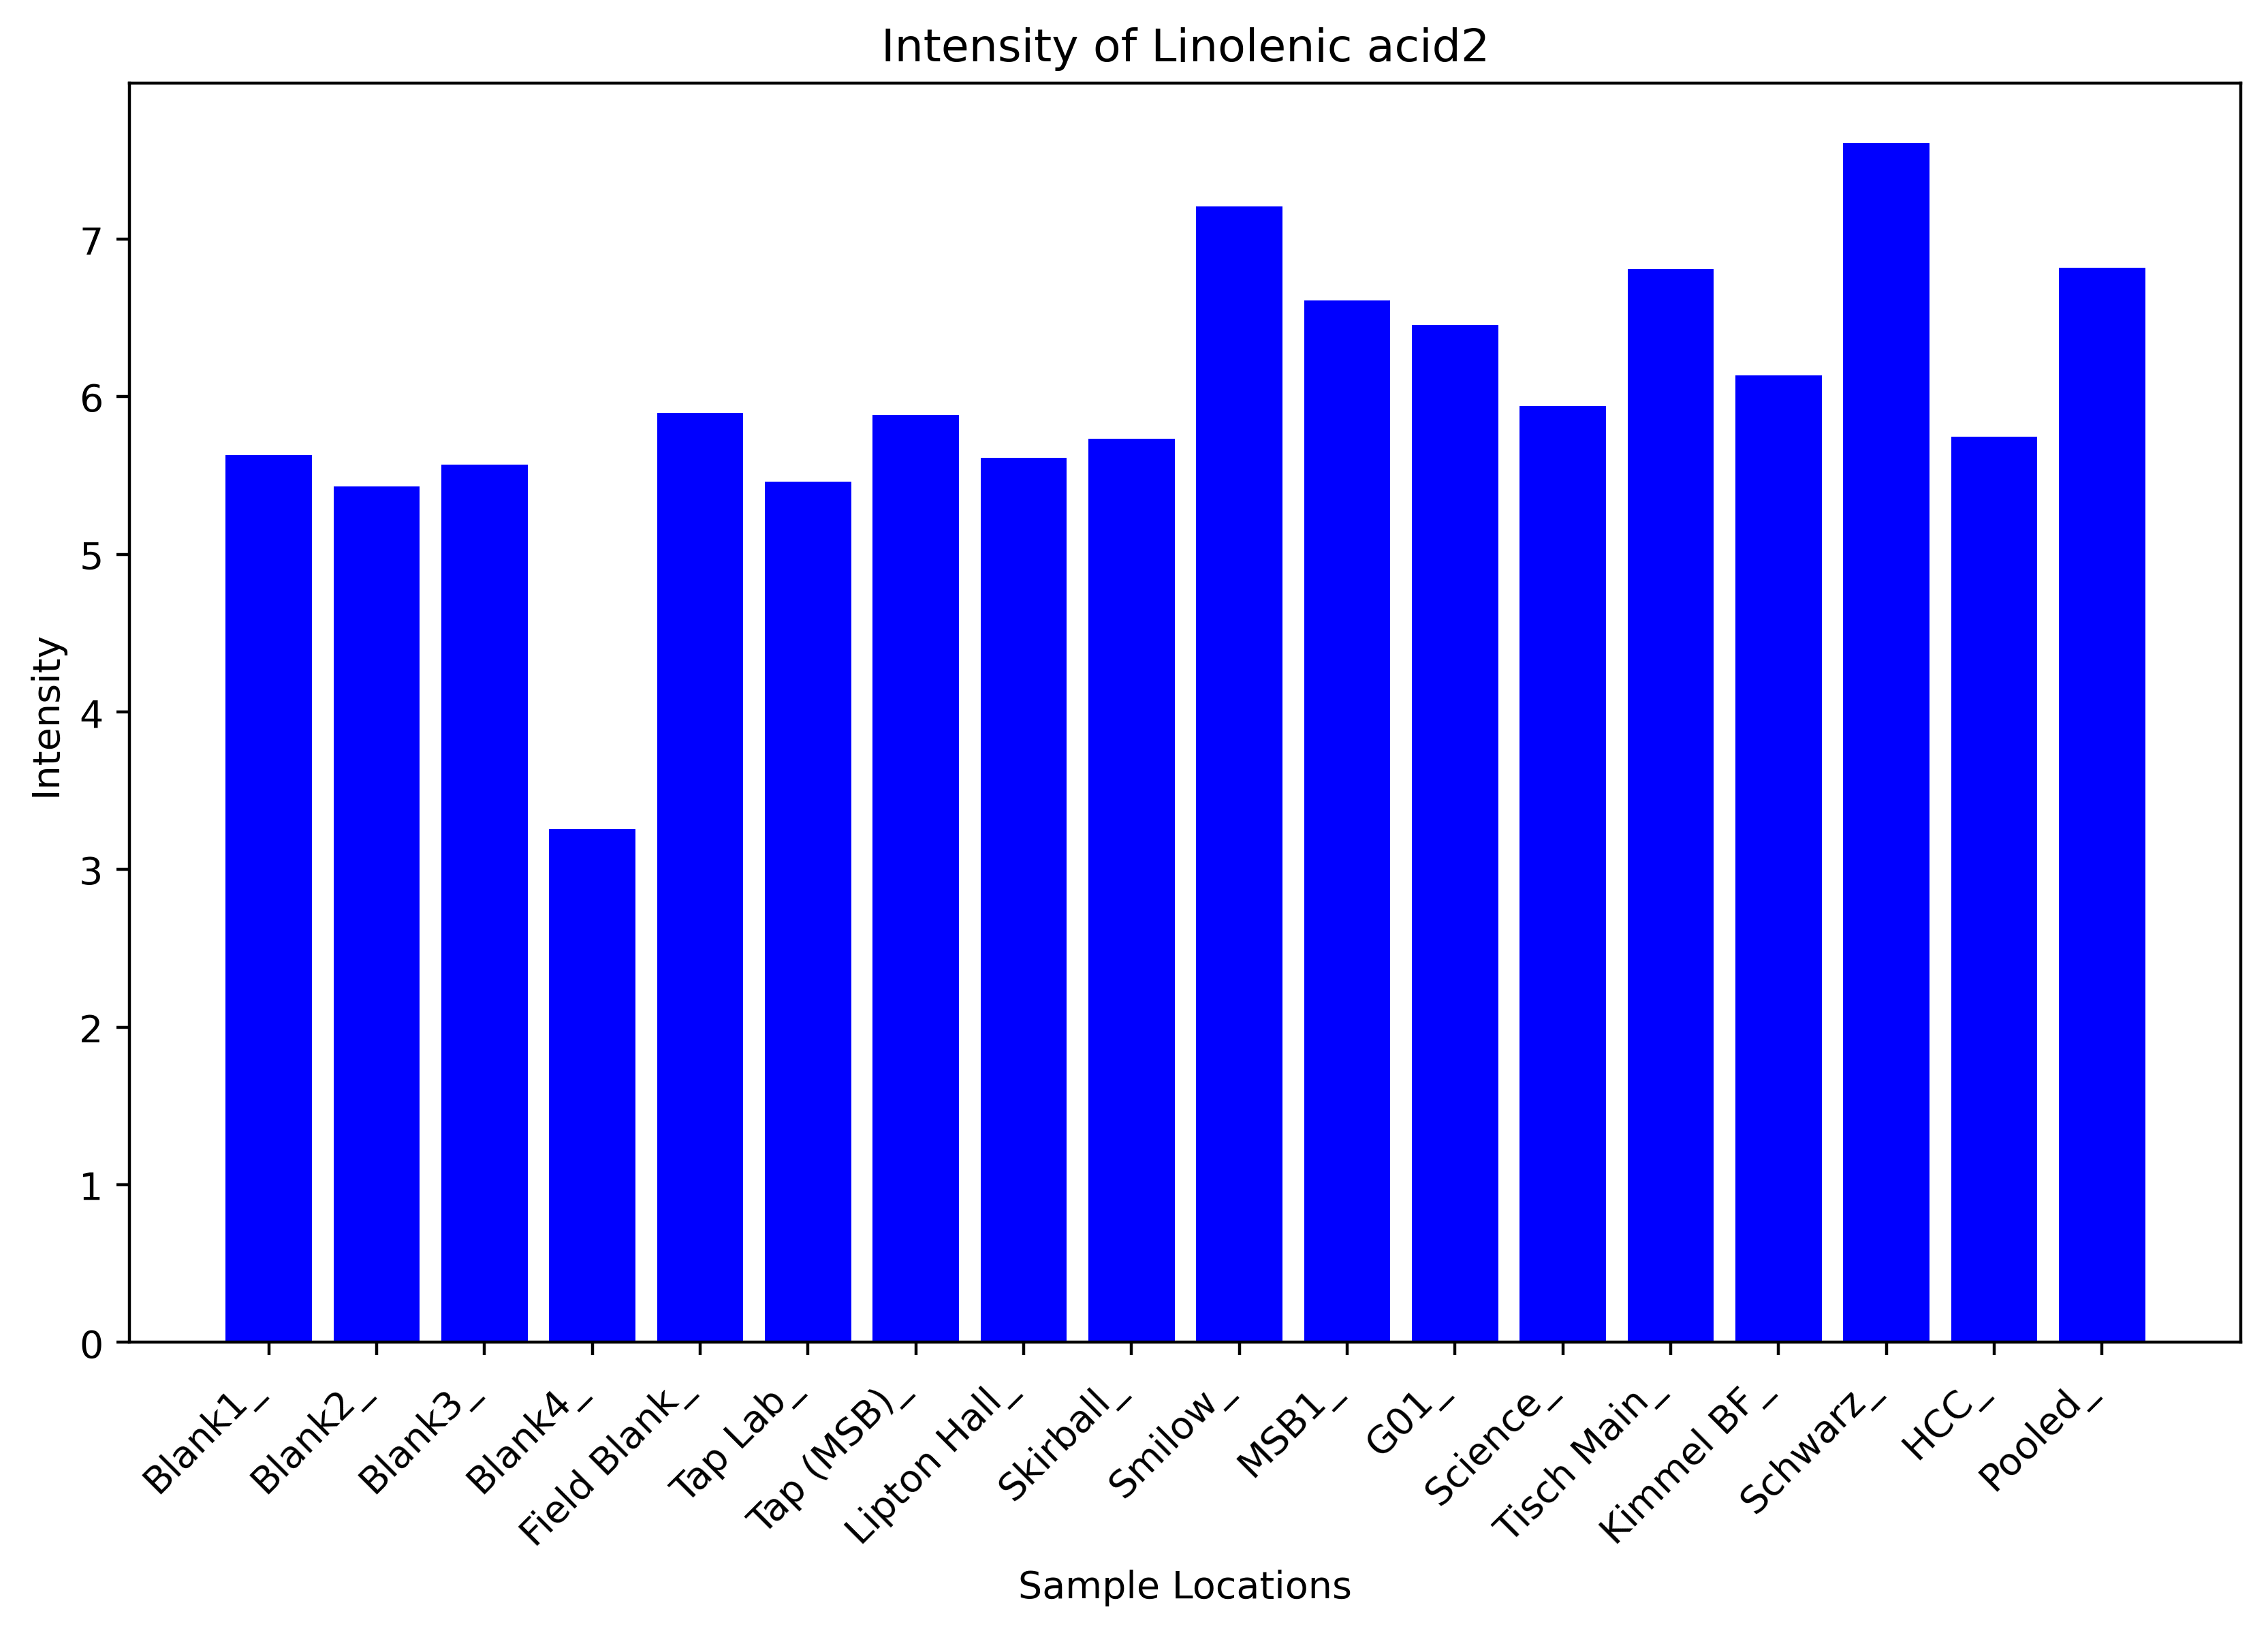 Intensity of Linolenic acid2
Intensity
7
6
5
4
3
2
1
0
Blank1_
Blank2_
Blank3_
Blank4_
Field Blank_
Tap Lab_
Tap (MSB)_
Lipton Hall_
Skirball_
Smilow_
MSB1_
G01_
Science_
Tisch Main_
Kimmel BF_
Schwarz_
HCC_
Pooled_
Sample Locations